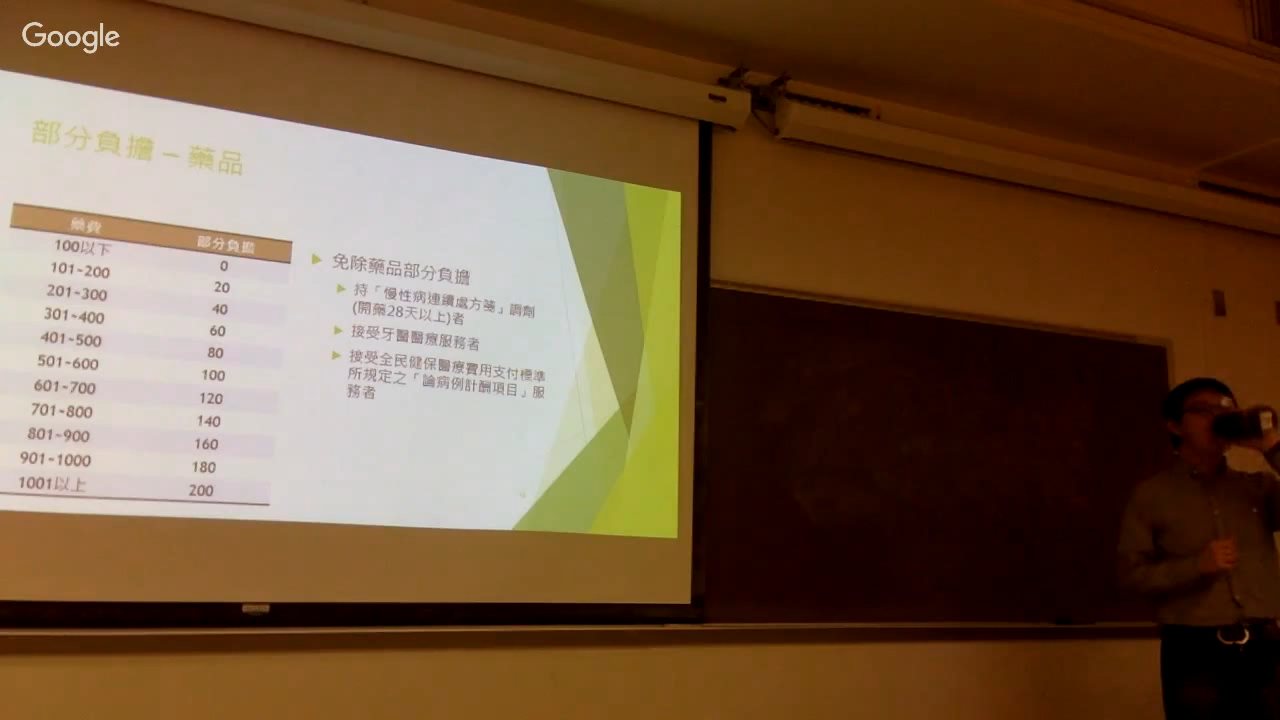 Google
部分負擔－藥品
藥費 部分負擔
100以下 0
101~200 20
201~300 40
301~400 60
401~500 80
501~600 100
601~700 120
701~800 140
801~900 160
901~1000 180
1001以上 200
免除藥品部分負擔
持「慢性病連續處方箋」調劑
(開藥28天以上)者
接受牙醫醫療服務者
接受全民健保醫療費用支付標準
所規定之「論病例計酬項目」服
務者